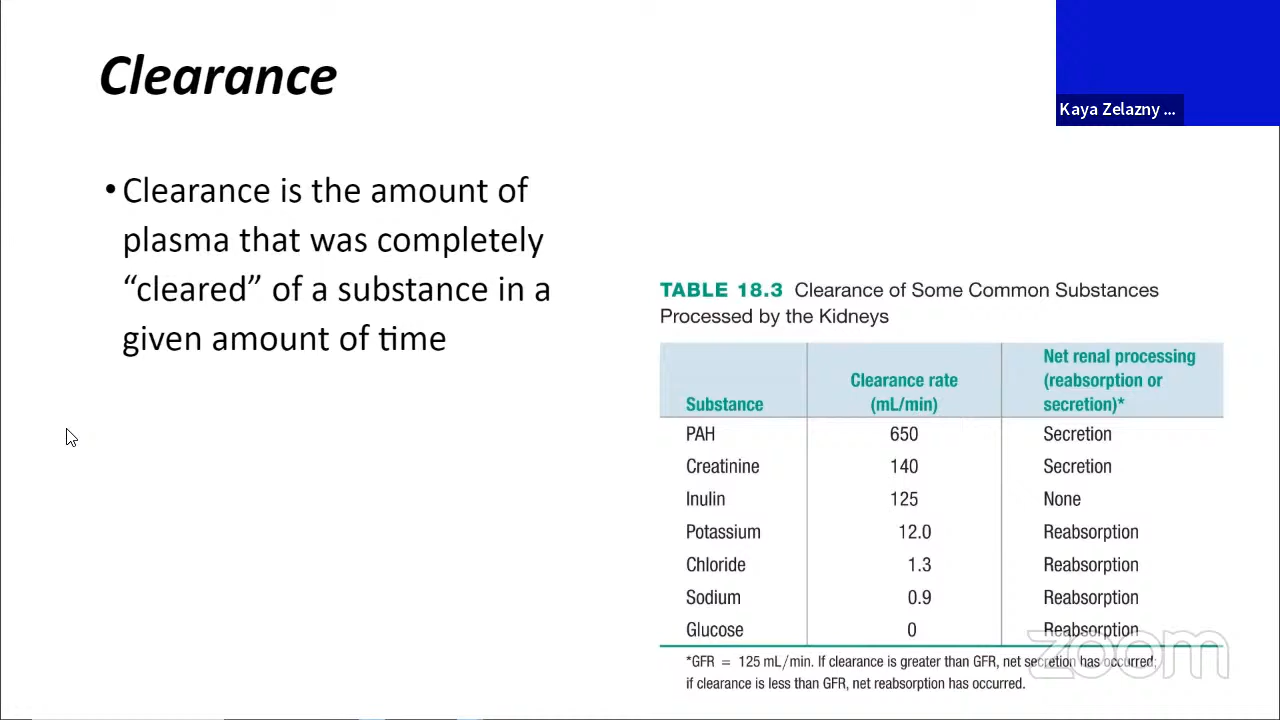 Clearance
Kaya Zelazny ...
• Clearance is the amount of
plasma that was completely
“cleared” of a substance in a
given amount of time
TABLE 18.3 Clearance of Some Common Substances
Processed by the Kidneys
Substance Clearance rate (mL/min) Net renal processing (reabsorption or secretion)*
PAH 650 Secretion
Creatinine 140 Secretion
Inulin 125 None
Potassium 12.0 Reabsorption
Chloride 1.3 Reabsorption
Sodium 0.9 Reabsorption
Glucose 0 Reabsorption
*GFR = 125 mL/min. If clearance is greater than GFR, net secretion has occurred;
if clearance is less than GFR, net reabsorption has occurred.
zoom